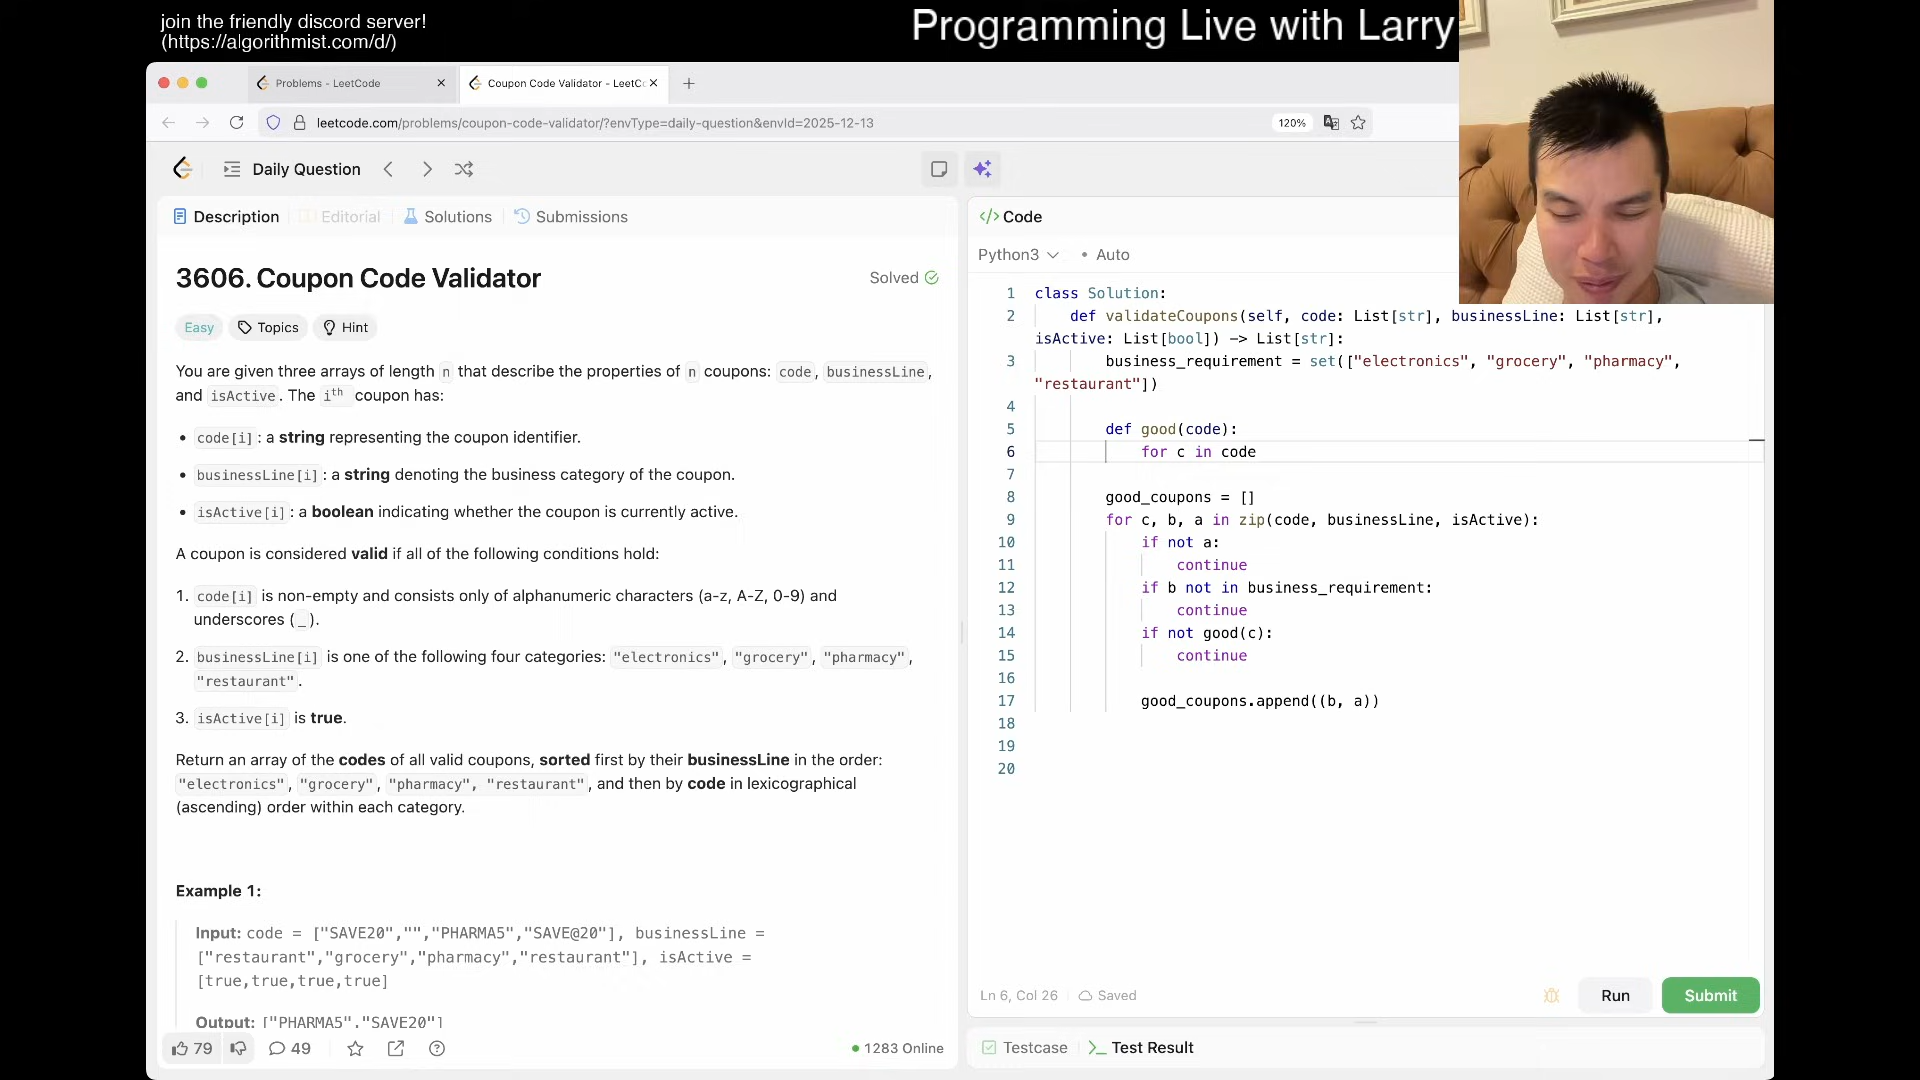 join the friendly discord server!
(https://algorithmist.com/d/)
Programming Live with Larry
Problems - LeetCode
Coupon Code Validator - LeetC
leetcode.com/problems/coupon-code-validator/?envType=daily-question&envId=2025-12-13
120%
Daily Question
Description
Editorial
Solutions
Submissions
3606. Coupon Code Validator
Solved
Easy
Topics
Hint
You are given three arrays of length n that describe the properties of n coupons: code, businessLine,
and isActive. The ith coupon has:
• code[i]: a string representing the coupon identifier.
• businessLine[i]: a string denoting the business category of the coupon.
• isActive[i]: a boolean indicating whether the coupon is currently active.
A coupon is considered valid if all of the following conditions hold:
1. code[i] is non-empty and consists only of alphanumeric characters (a-z, A-Z, 0-9) and
underscores (_).
2. businessLine[i] is one of the following four categories: "electronics", "grocery", "pharmacy",
"restaurant".
3. isActive[i] is true.
Return an array of the codes of all valid coupons, sorted first by their businessLine in the order:
"electronics", "grocery", "pharmacy", "restaurant", and then by code in lexicographical
(ascending) order within each category.
Example 1:
Input: code = ["SAVE20","","PHARMA5","SAVE@20"], businessLine =
["restaurant","grocery","pharmacy","restaurant"], isActive =
[true,true,true,true]
Output: ["PHARMA5","SAVE20"]
79
49
1283 Online
</> Code
Python3
• Auto
1 class Solution:
2 def validateCoupons(self, code: List[str], businessLine: List[str],
isActive: List[bool]) -> List[str]:
3 business_requirement = set(["electronics", "grocery", "pharmacy",
"restaurant"])
4
5 def good(code):
6 for c in code
7
8 good_coupons = []
9 for c, b, a in zip(code, businessLine, isActive):
10 if not a:
11 continue
12 if b not in business_requirement:
13 continue
14 if not good(c):
15 continue
16
17 good_coupons.append((b, a))
18
19
20
Ln 6, Col 26
Saved
Run
Submit
Testcase
Test Result